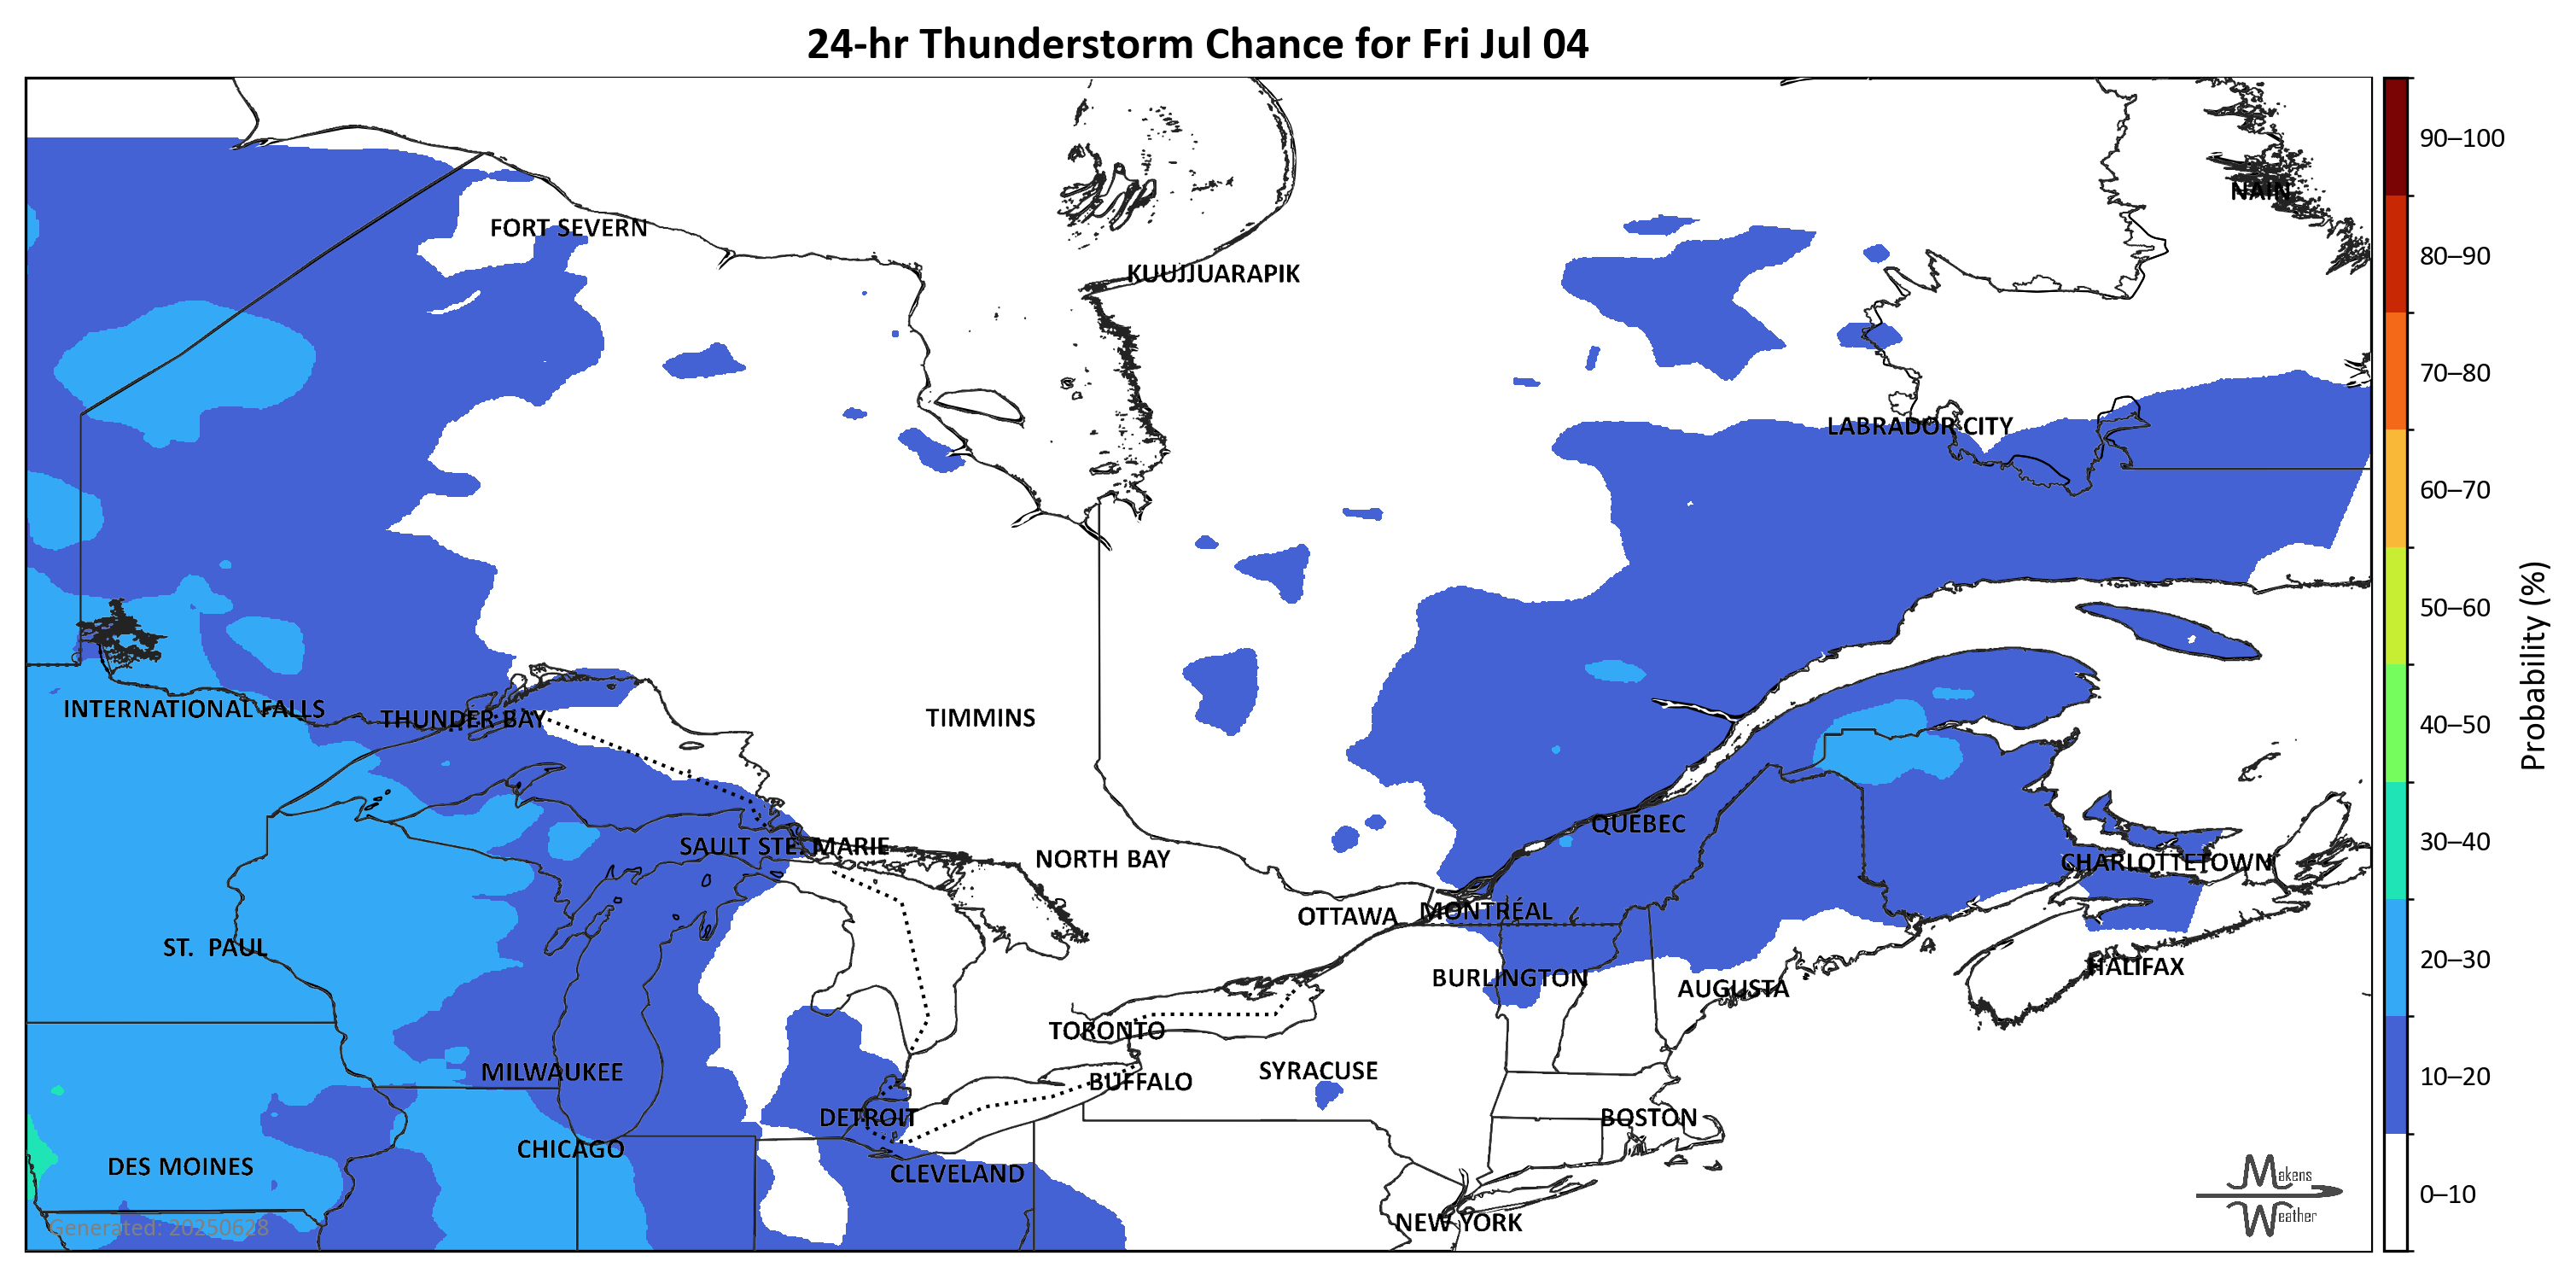 24-hr Thunderstorm Chance for Fri Jul 04
90–100
NAIN
FORT SEVERN
80–90
KUUJJUARAPIK
70–80
LABRADOR CITY
60–70
50–60
INTERNATIONAL FALLS
THUNDER BAY
TIMMINS
40–50
Probability (%)
QUEBEC
SAULT STE. MARIE
NORTH BAY
CHARLOTTETOWN
30–40
OTTAWA
MONTRÉAL
ST. PAUL
BURLINGTON
AUGUSTA
HALIFAX
20–30
TORONTO
MILWAUKEE
BUFFALO
SYRACUSE
10–20
DETROIT
BOSTON
CHICAGO
DES MOINES
CLEVELAND
Makens
Weather
0–10
NEW YORK
Generated: 20250628